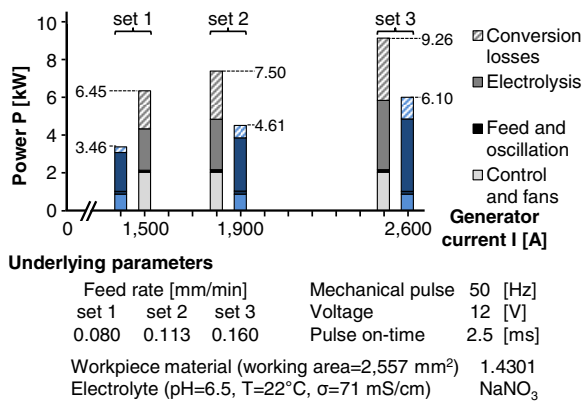 set 1 set 2 set 3
Power P [kW]
10
8
6
4
2
0
6.45
3.46
7.50
4.61
9.26
6.10
Conversion losses
Electrolysis
Feed and oscillation
Control and fans
0 1,500 1,900 2,600
Generator current I [A]
Underlying parameters
Feed rate [mm/min] Mechanical pulse 50 [Hz]
set 1 set 2 set 3 Voltage 12 [V]
0.080 0.113 0.160 Pulse on-time 2.5 [ms]
Workpiece material (working area=2,557 mm²) 1.4301
Electrolyte (pH=6.5, T=22°C, σ=71 mS/cm) NaNO₃